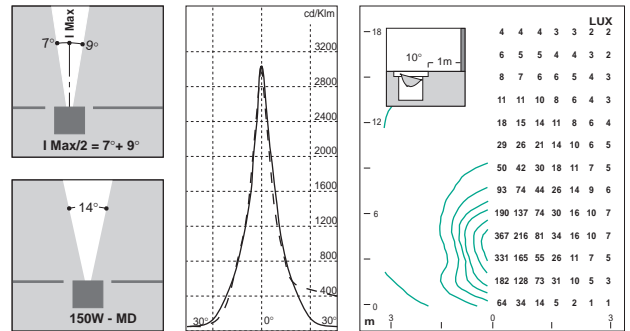 I Max
7° 9°
I Max/2 = 7°+ 9°
14°
150W - MD
cd/Klm
3200
2800
2400
2000
1600
1200
800
400
30° 0° 30°
LUX
18 4 4 4 3 3 2 2
10° 1m
6 5 5 4 4 3 2
8 7 6 6 5 4 3
11 11 10 8 6 4 3
12 18 15 14 11 8 6 4
29 26 21 14 10 6 5
50 42 30 18 11 7 5
93 74 44 26 14 9 6
6 190 137 74 30 16 10 7
367 216 81 34 16 10 7
331 165 55 26 11 7 5
182 128 73 31 10 5 3
0 64 34 14 5 2 1 1
m 3 0 3